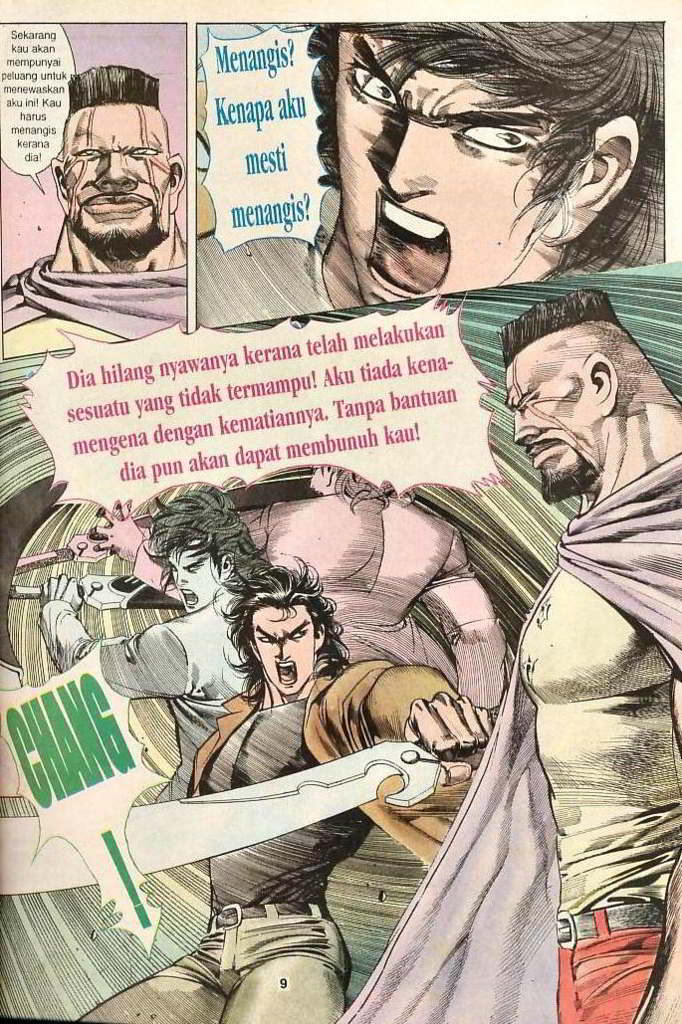 Sekarang
kau akan
mempunyai
peluang untuk
menewaskan
aku ini! Kau
harus
menangis
kerana
dia!
Menangis?
Kenapa aku
mesti
menangis?
Dia hilang nyawanya kerana telah melakukan
sesuatu yang tidak termampu! Aku tiada kena-
mengena dengan kematiannya. Tanpa bantuan
dia pun akan dapat membunuh kau!
CHANG
!
9